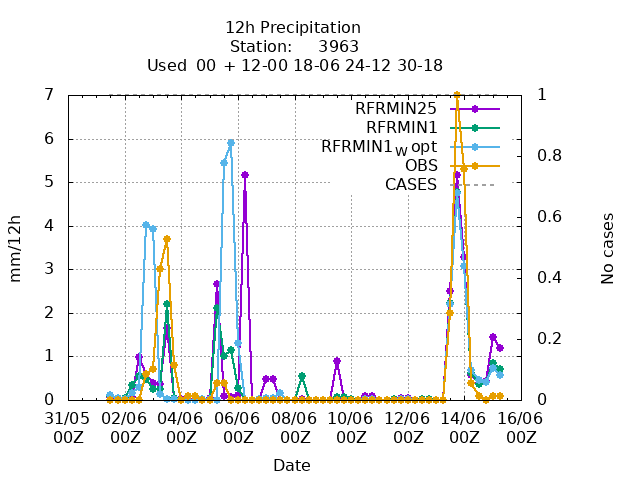 12h Precipitation
Station: 3963
Used 00 + 12-00 18-06 24-12 30-18
7
6
5
4
3
2
1
0
mm/12h
1
0.8
0.6
0.4
0.2
0
No cases
RFRMIN25
RFRMIN1
RFRMIN1w opt
OBS
CASES
31/05 02/06 04/06 06/06 08/06 10/06 12/06 14/06 16/06
00Z 00Z 00Z 00Z 00Z 00Z 00Z 00Z 00Z
Date